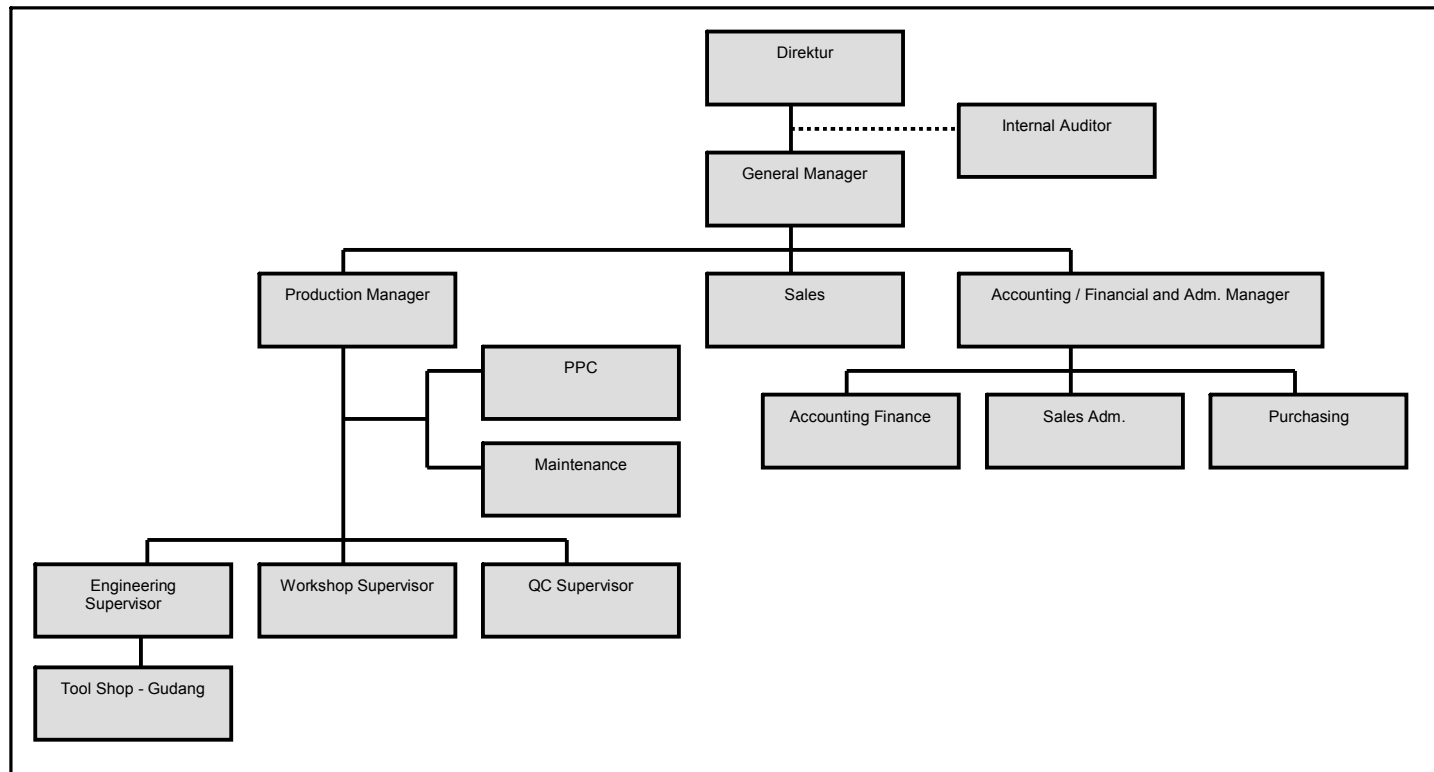 Direktur
Internal Auditor
General Manager
Production Manager
Sales
Accounting / Financial and Adm. Manager
PPC
Accounting Finance
Sales Adm.
Purchasing
Maintenance
Engineering
Supervisor
Workshop Supervisor
QC Supervisor
Tool Shop - Gudang